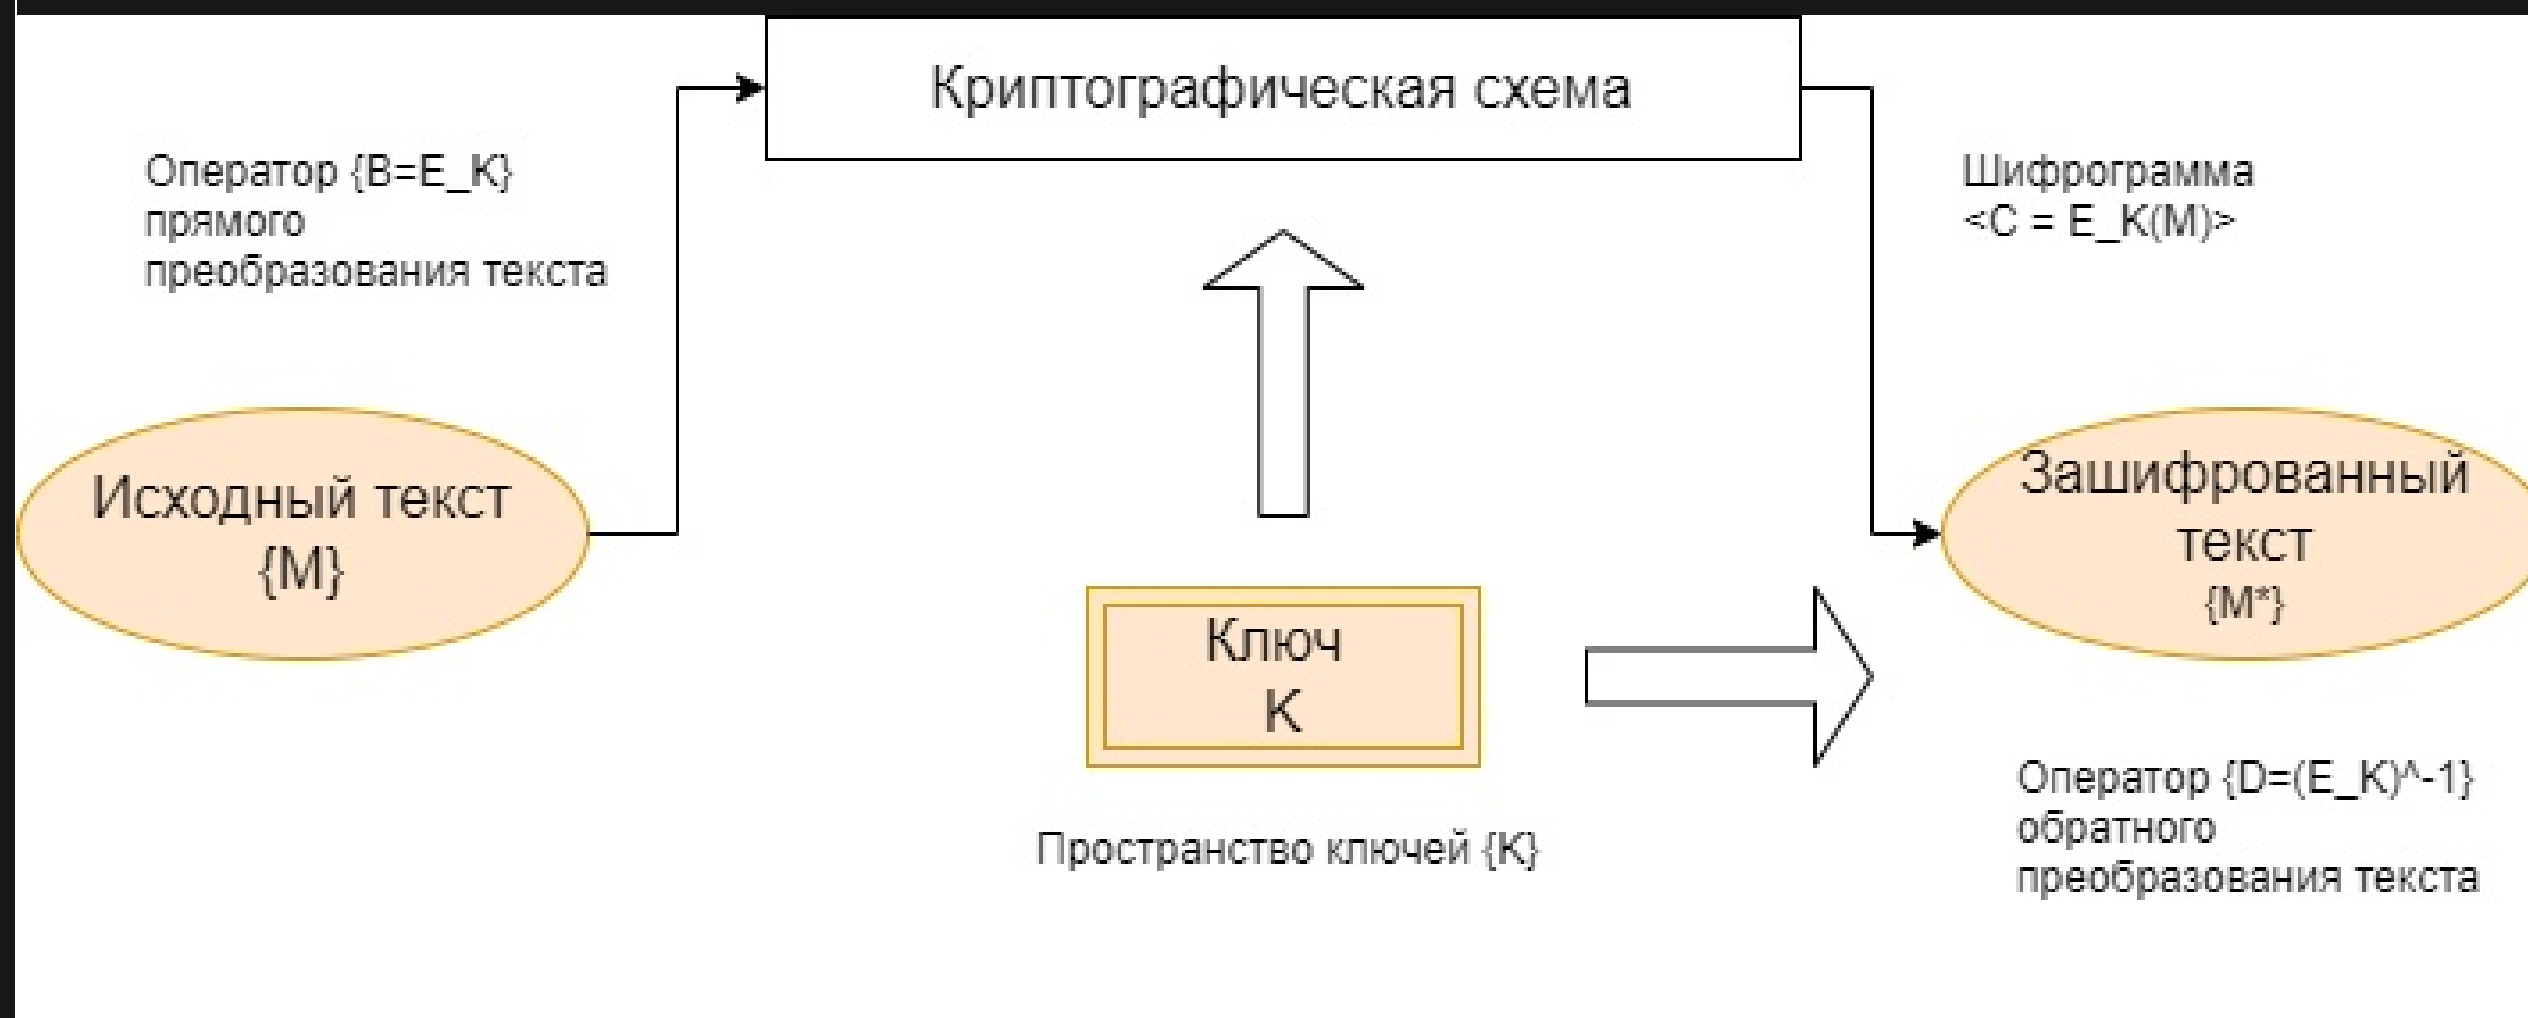 Криптографическая схема
Оператор {B=E_K}
прямого
преобразования текста
Шифрограмма
<C = E_K(M)>
Исходный текст
{M}
Зашифрованный
текст
{M*}
Ключ
K
Пространство ключей {K}
Оператор {D=(E_K)^-1}
обратного
преобразования текста